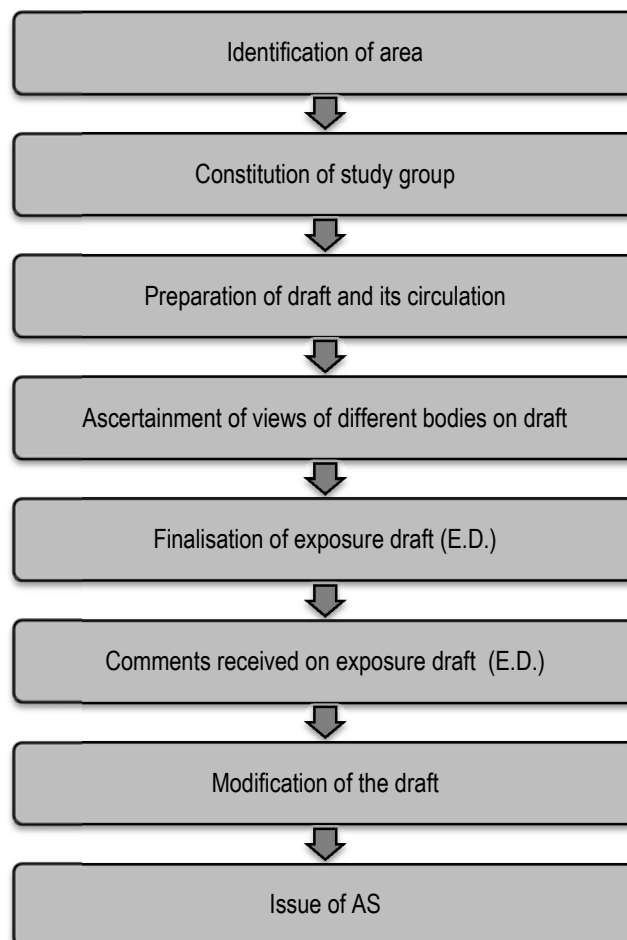 Identification of area
Constitution of study group
Preparation of draft and its circulation
Ascertainment of views of different bodies on draft
Finalisation of exposure draft (E.D.)
Comments received on exposure draft (E.D.)
Modification of the draft
Issue of AS